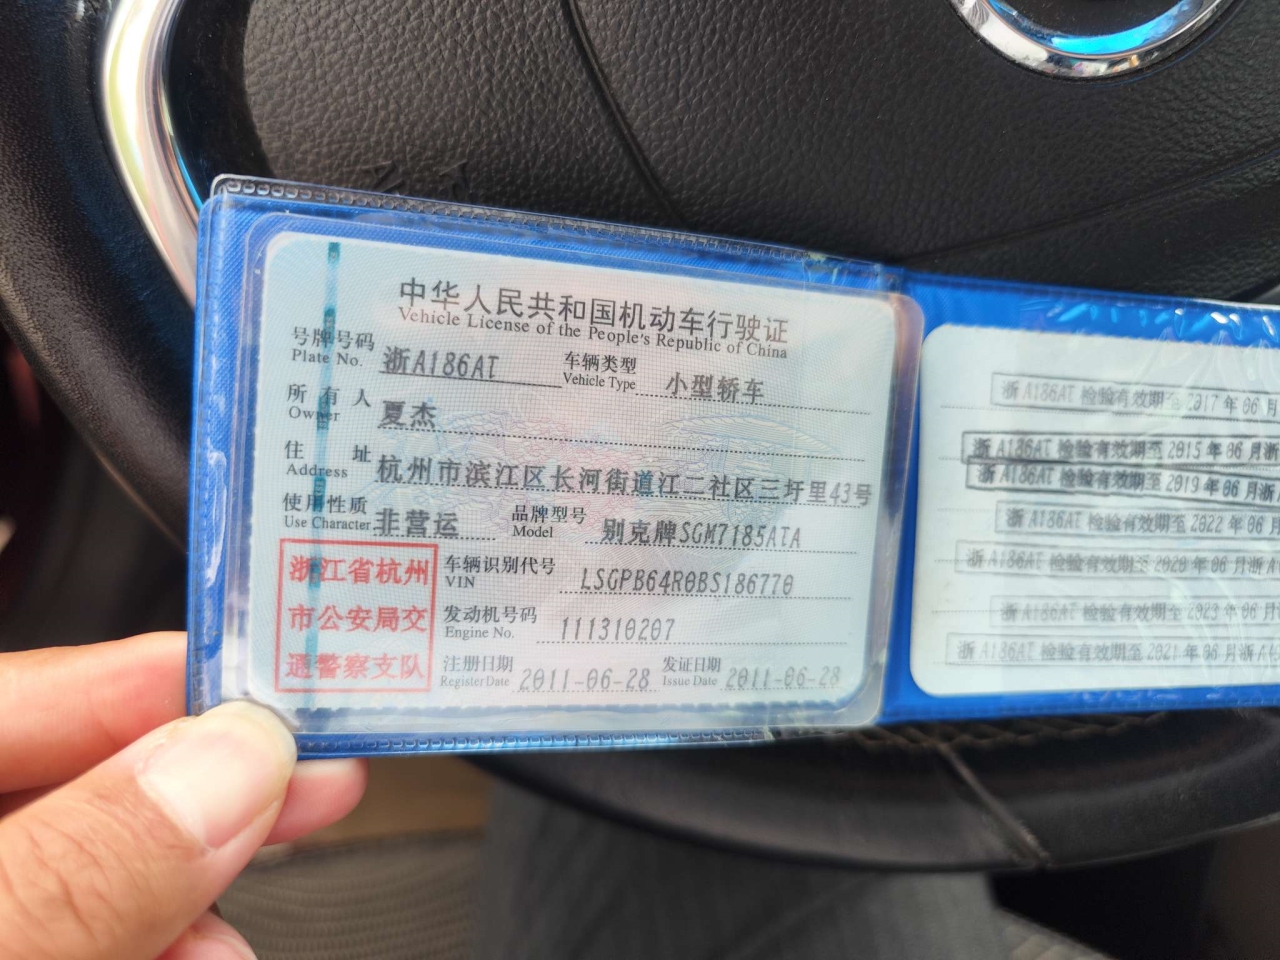 中华人民共和国机动车行驶证
Vehicle License of the People's Republic of China
号牌号码 浙A186AT 车辆类型 小型轿车
Plate No. Vehicle Type
所有人 夏杰
Owner
住址 杭州市滨江区长河街道江二社区三圩里43号
Address
使用性质 非营运 品牌型号 别克牌SGM7185ATA
Use Character Model
浙江省杭州
市公安局交
通警察支队
车辆识别代号 LSGPB64R0BS186770
VIN
发动机号码 111310207
Engine No.
注册日期 2011-06-28 发证日期 2011-06-28
Register Date Issue Date
浙A186AT 检验有效期至2017年06月
浙A186AT 检验有效期至2015年06月浙
浙A186AT 检验有效期至2019年06月浙
浙A186AT 检验有效期至2022年06月
浙A186AT 检验有效期至2020年06月浙A
浙A186AT 检验有效期至2023年06月
浙A186AT 检验有效期至2021年06月浙A